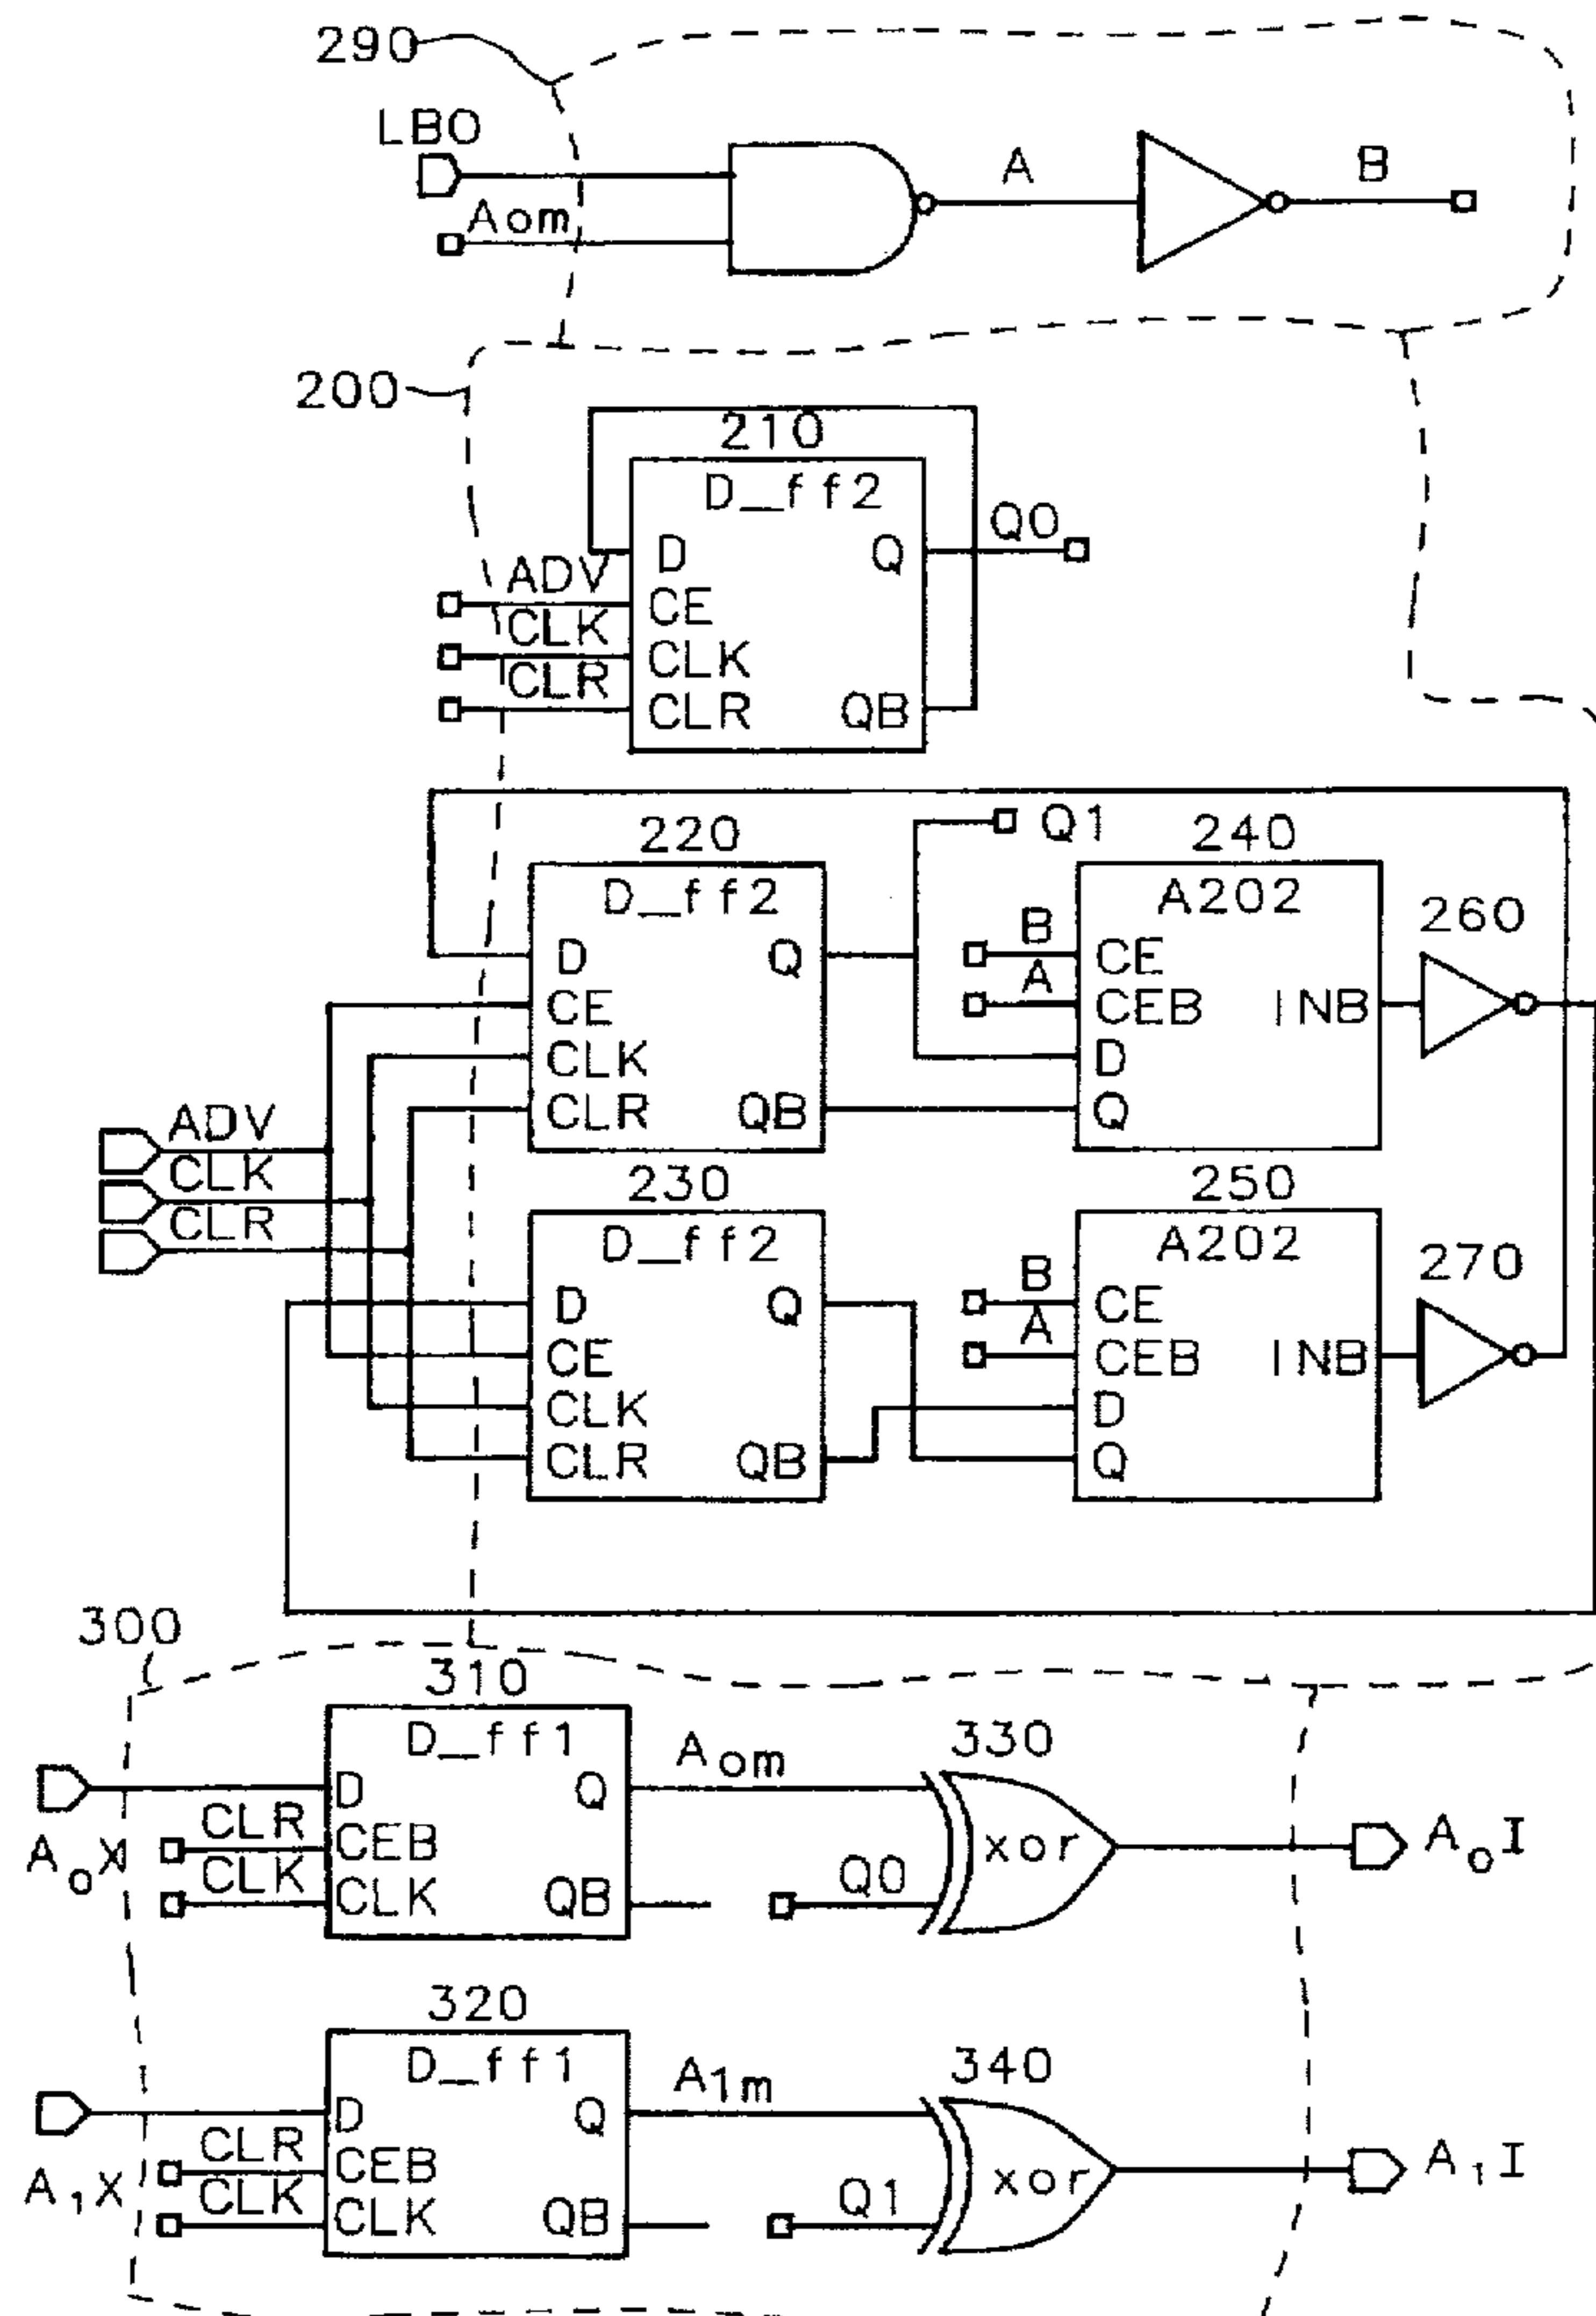 290
LBO
Aom
A
B
200
210
D_ff2
D
Q
Q0
ADV
CE
CLK
CLK
CLR
CLR
QB
220
D_ff2
D
Q
CE
CLK
CLR
QB
Q1
240
A202
B
CE
A
CEB
INB
D
Q
260
ADV
CLK
CLR
230
D_ff2
D
Q
CE
CLK
CLR
QB
250
A202
B
CE
A
CEB
INB
D
Q
270
300
310
D_ff1
D
Q
CLR
CEB
CLK
CLK
QB
A₀X
Aom
330
Q0
xor
A₀I
320
D_ff1
D
Q
CLR
CEB
CLK
CLK
QB
A₁X
A₁m
340
Q1
xor
A₁I